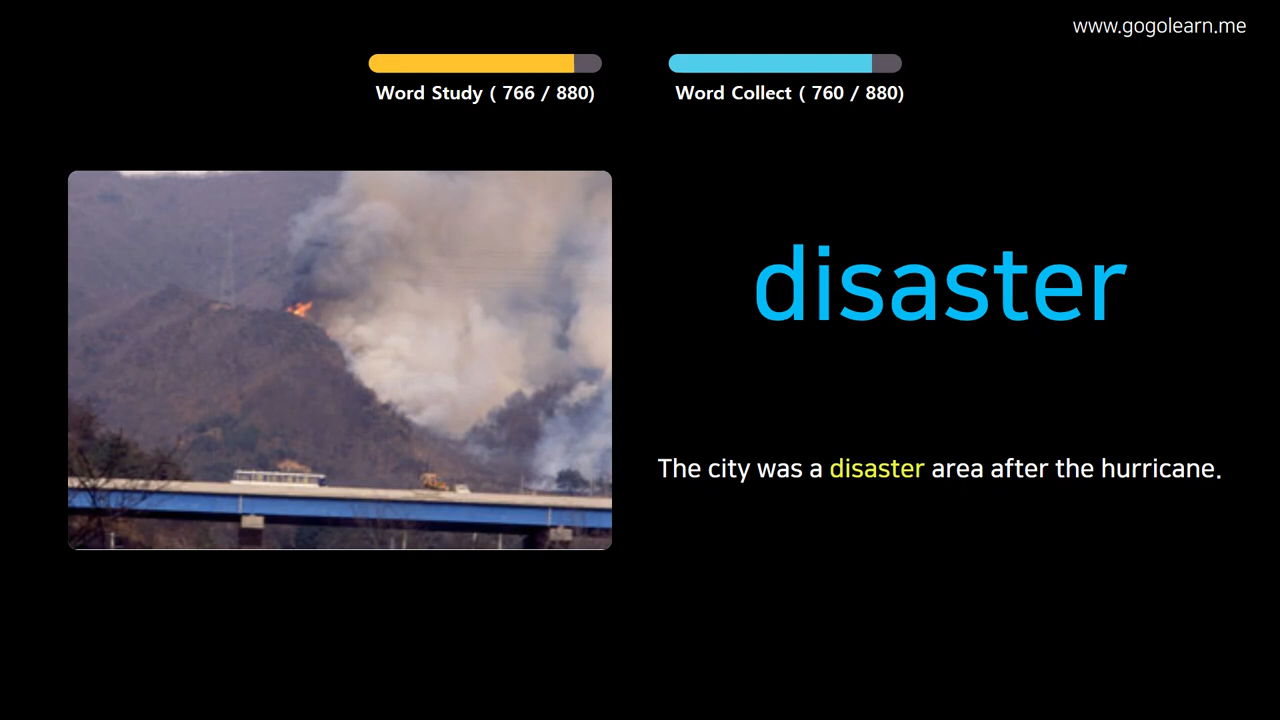 www.gogolearn.me
Word Study ( 766 / 880)
Word Collect ( 760 / 880)
disaster
The city was a disaster area after the hurricane.